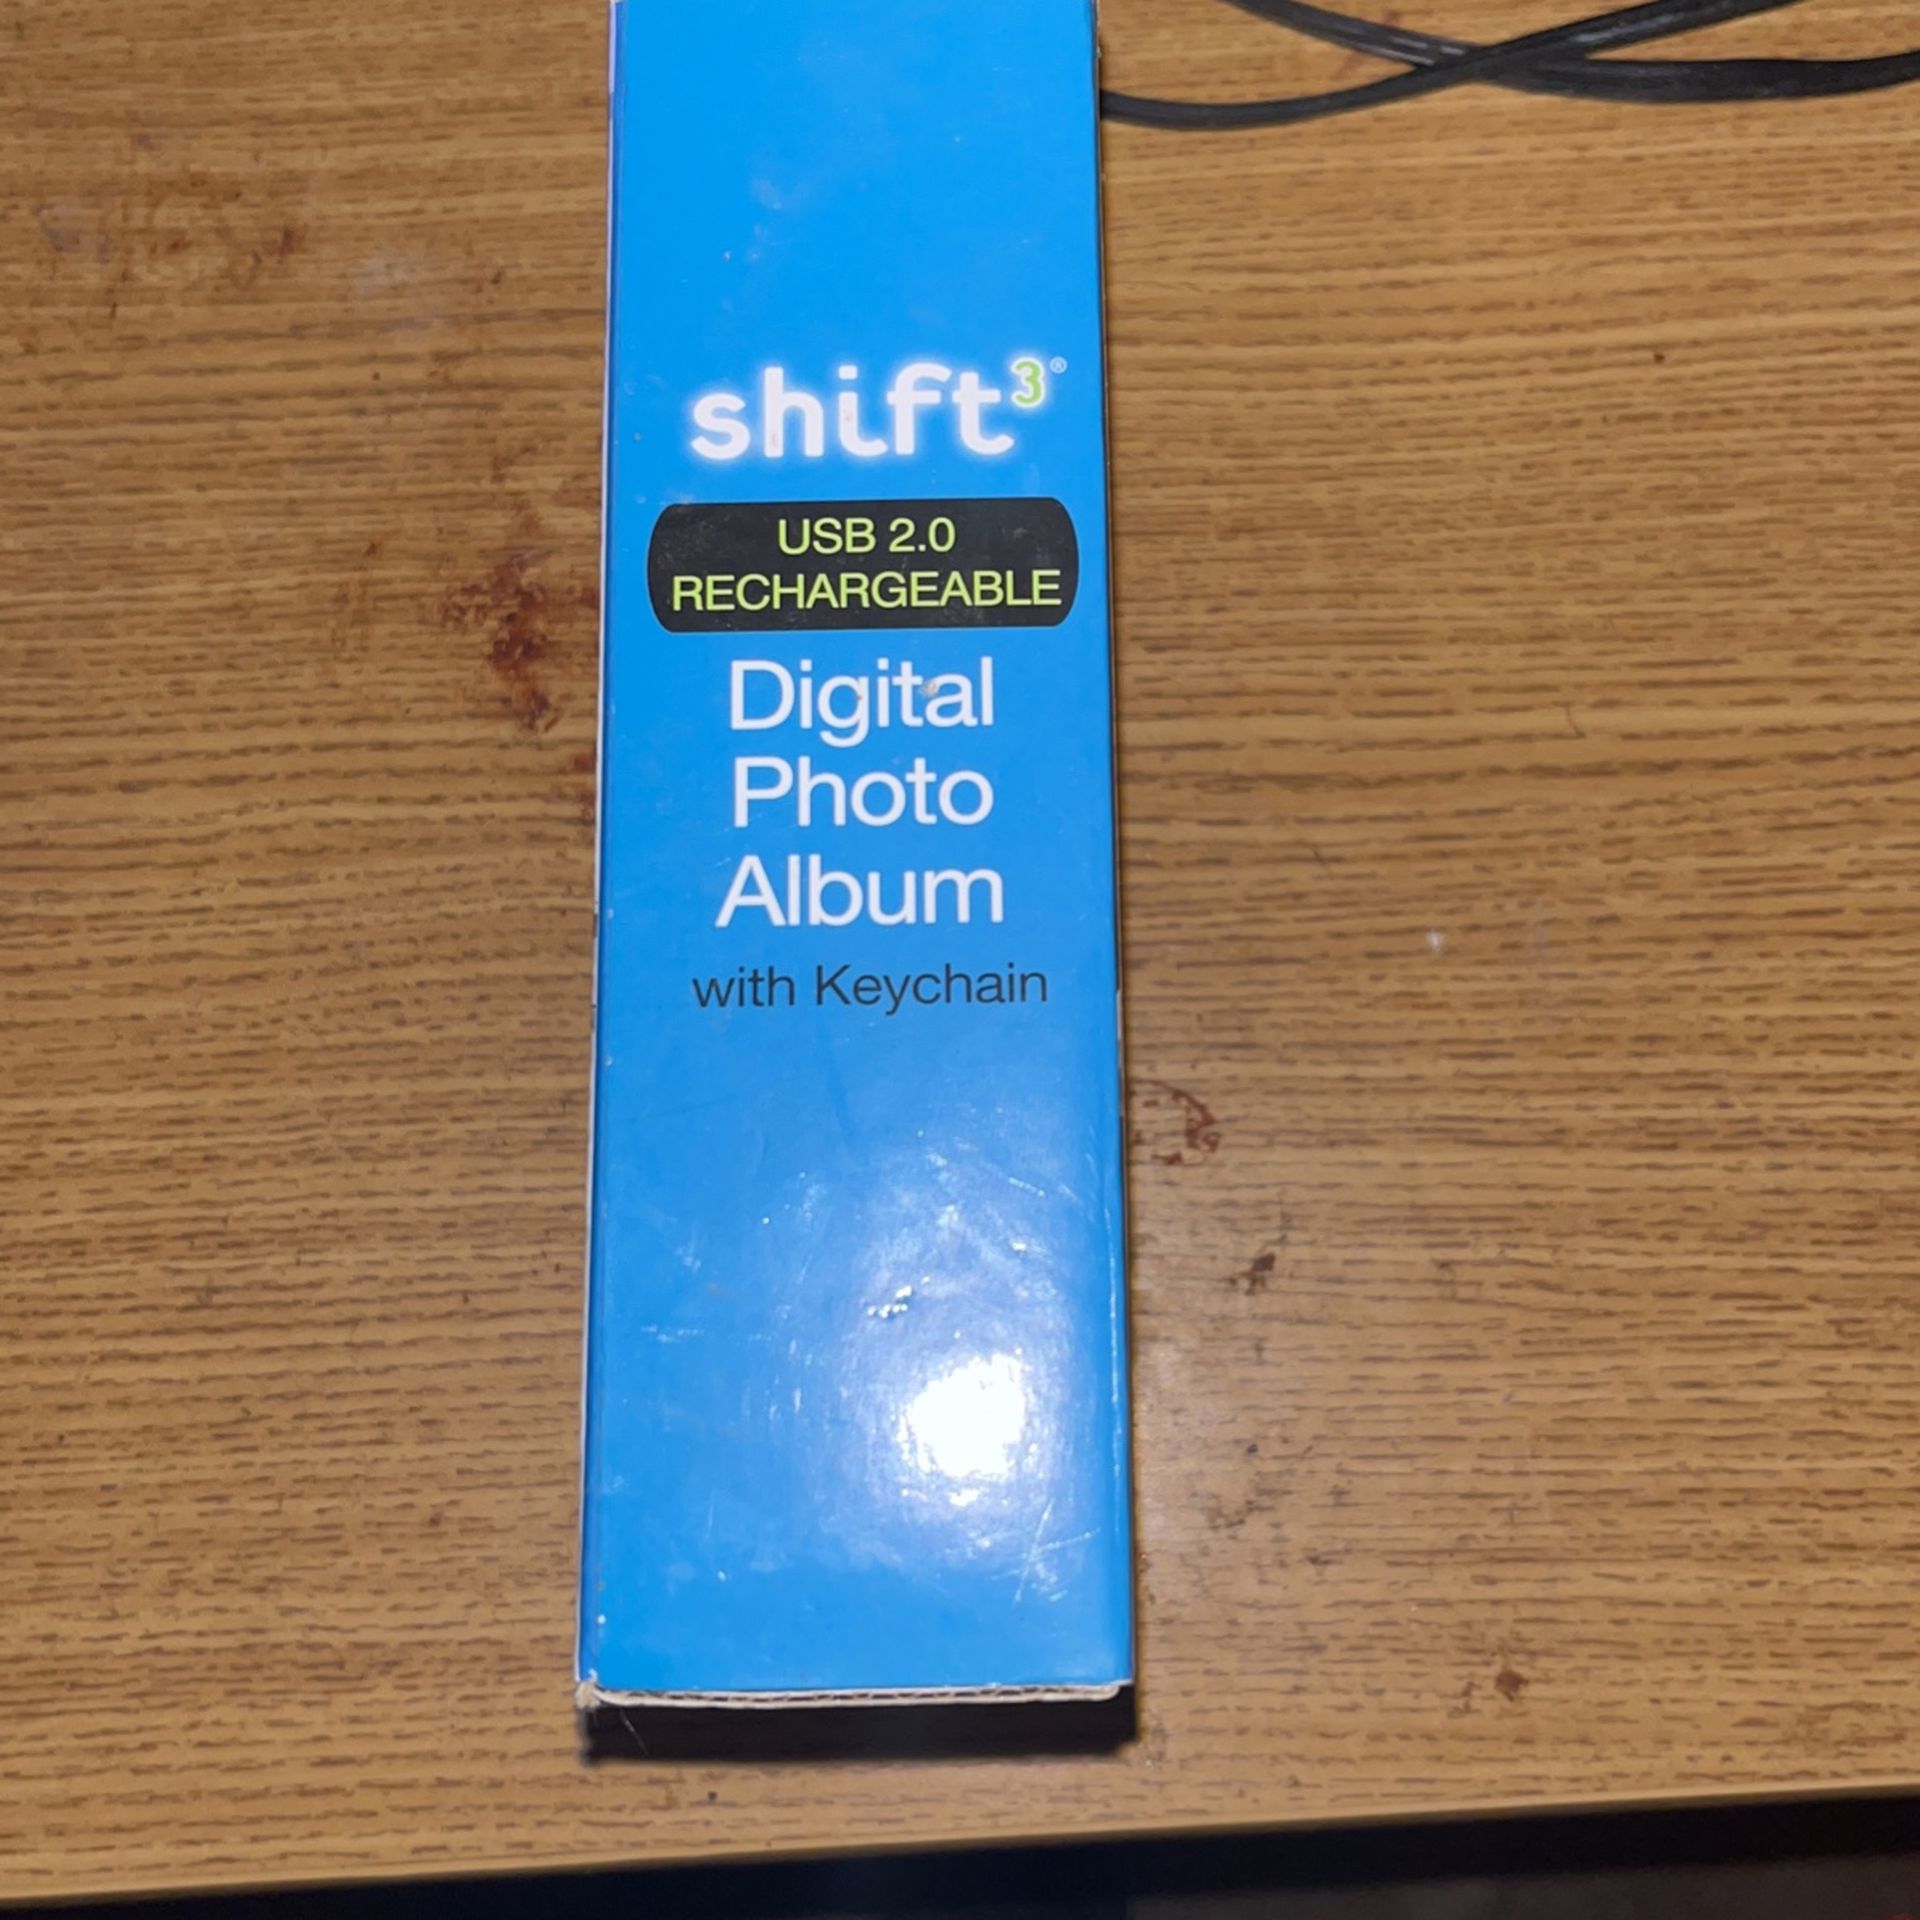 shift³®
USB 2.0
RECHARGEABLE
Digital
Photo
Album
with Keychain